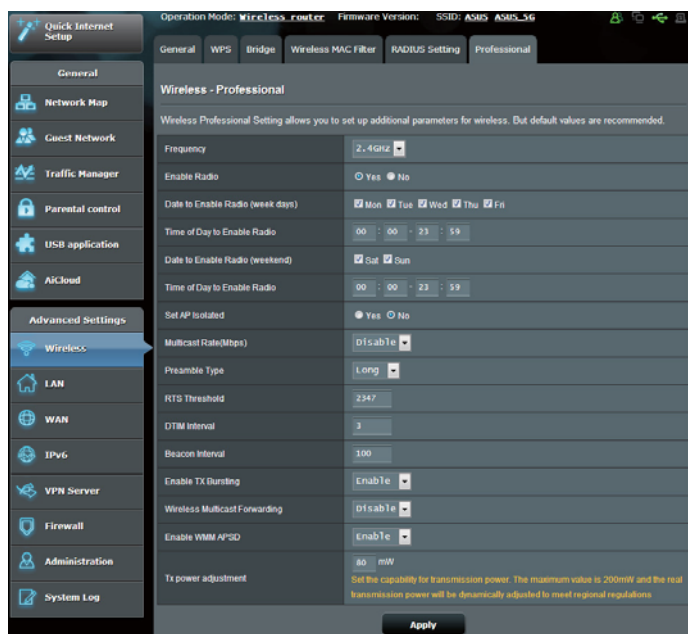 Quick Internet
Setup
General
Network Map
Guest Network
Traffic Manager
Parental control
USB application
AiCloud
Advanced Settings
Wireless
LAN
WAN
IPv6
VPN Server
Firewall
Administration
System Log
Operation Mode: Wireless router Firmware Version: SSID: ASUS ASUS_5G
General WPS Bridge Wireless MAC Filter RADIUS Setting Professional
Wireless - Professional
Wireless Professional Setting allows you to set up additional parameters for wireless. But default values are recommended.
Frequency 2.4GHz
Enable Radio Yes No
Date to Enable Radio (week days) Mon Tue Wed Thu Fri
Time of Day to Enable Radio 00 : 00 - 23 : 59
Date to Enable Radio (weekend) Sat Sun
Time of Day to Enable Radio 00 : 00 - 23 : 59
Set AP Isolated Yes No
Multicast Rate(Mbps) Disable
Preamble Type Long
RTS Threshold 2347
DTIM Interval 3
Beacon Interval 100
Enable TX Bursting Enable
Wireless Multicast Forwarding Disable
Enable WMM APSD Enable
Tx power adjustment 80 mW
Set the capability for transmission power. The maximum value is 200mW and the real
transmission power will be dynamically adjusted to meet regional regulations
Apply